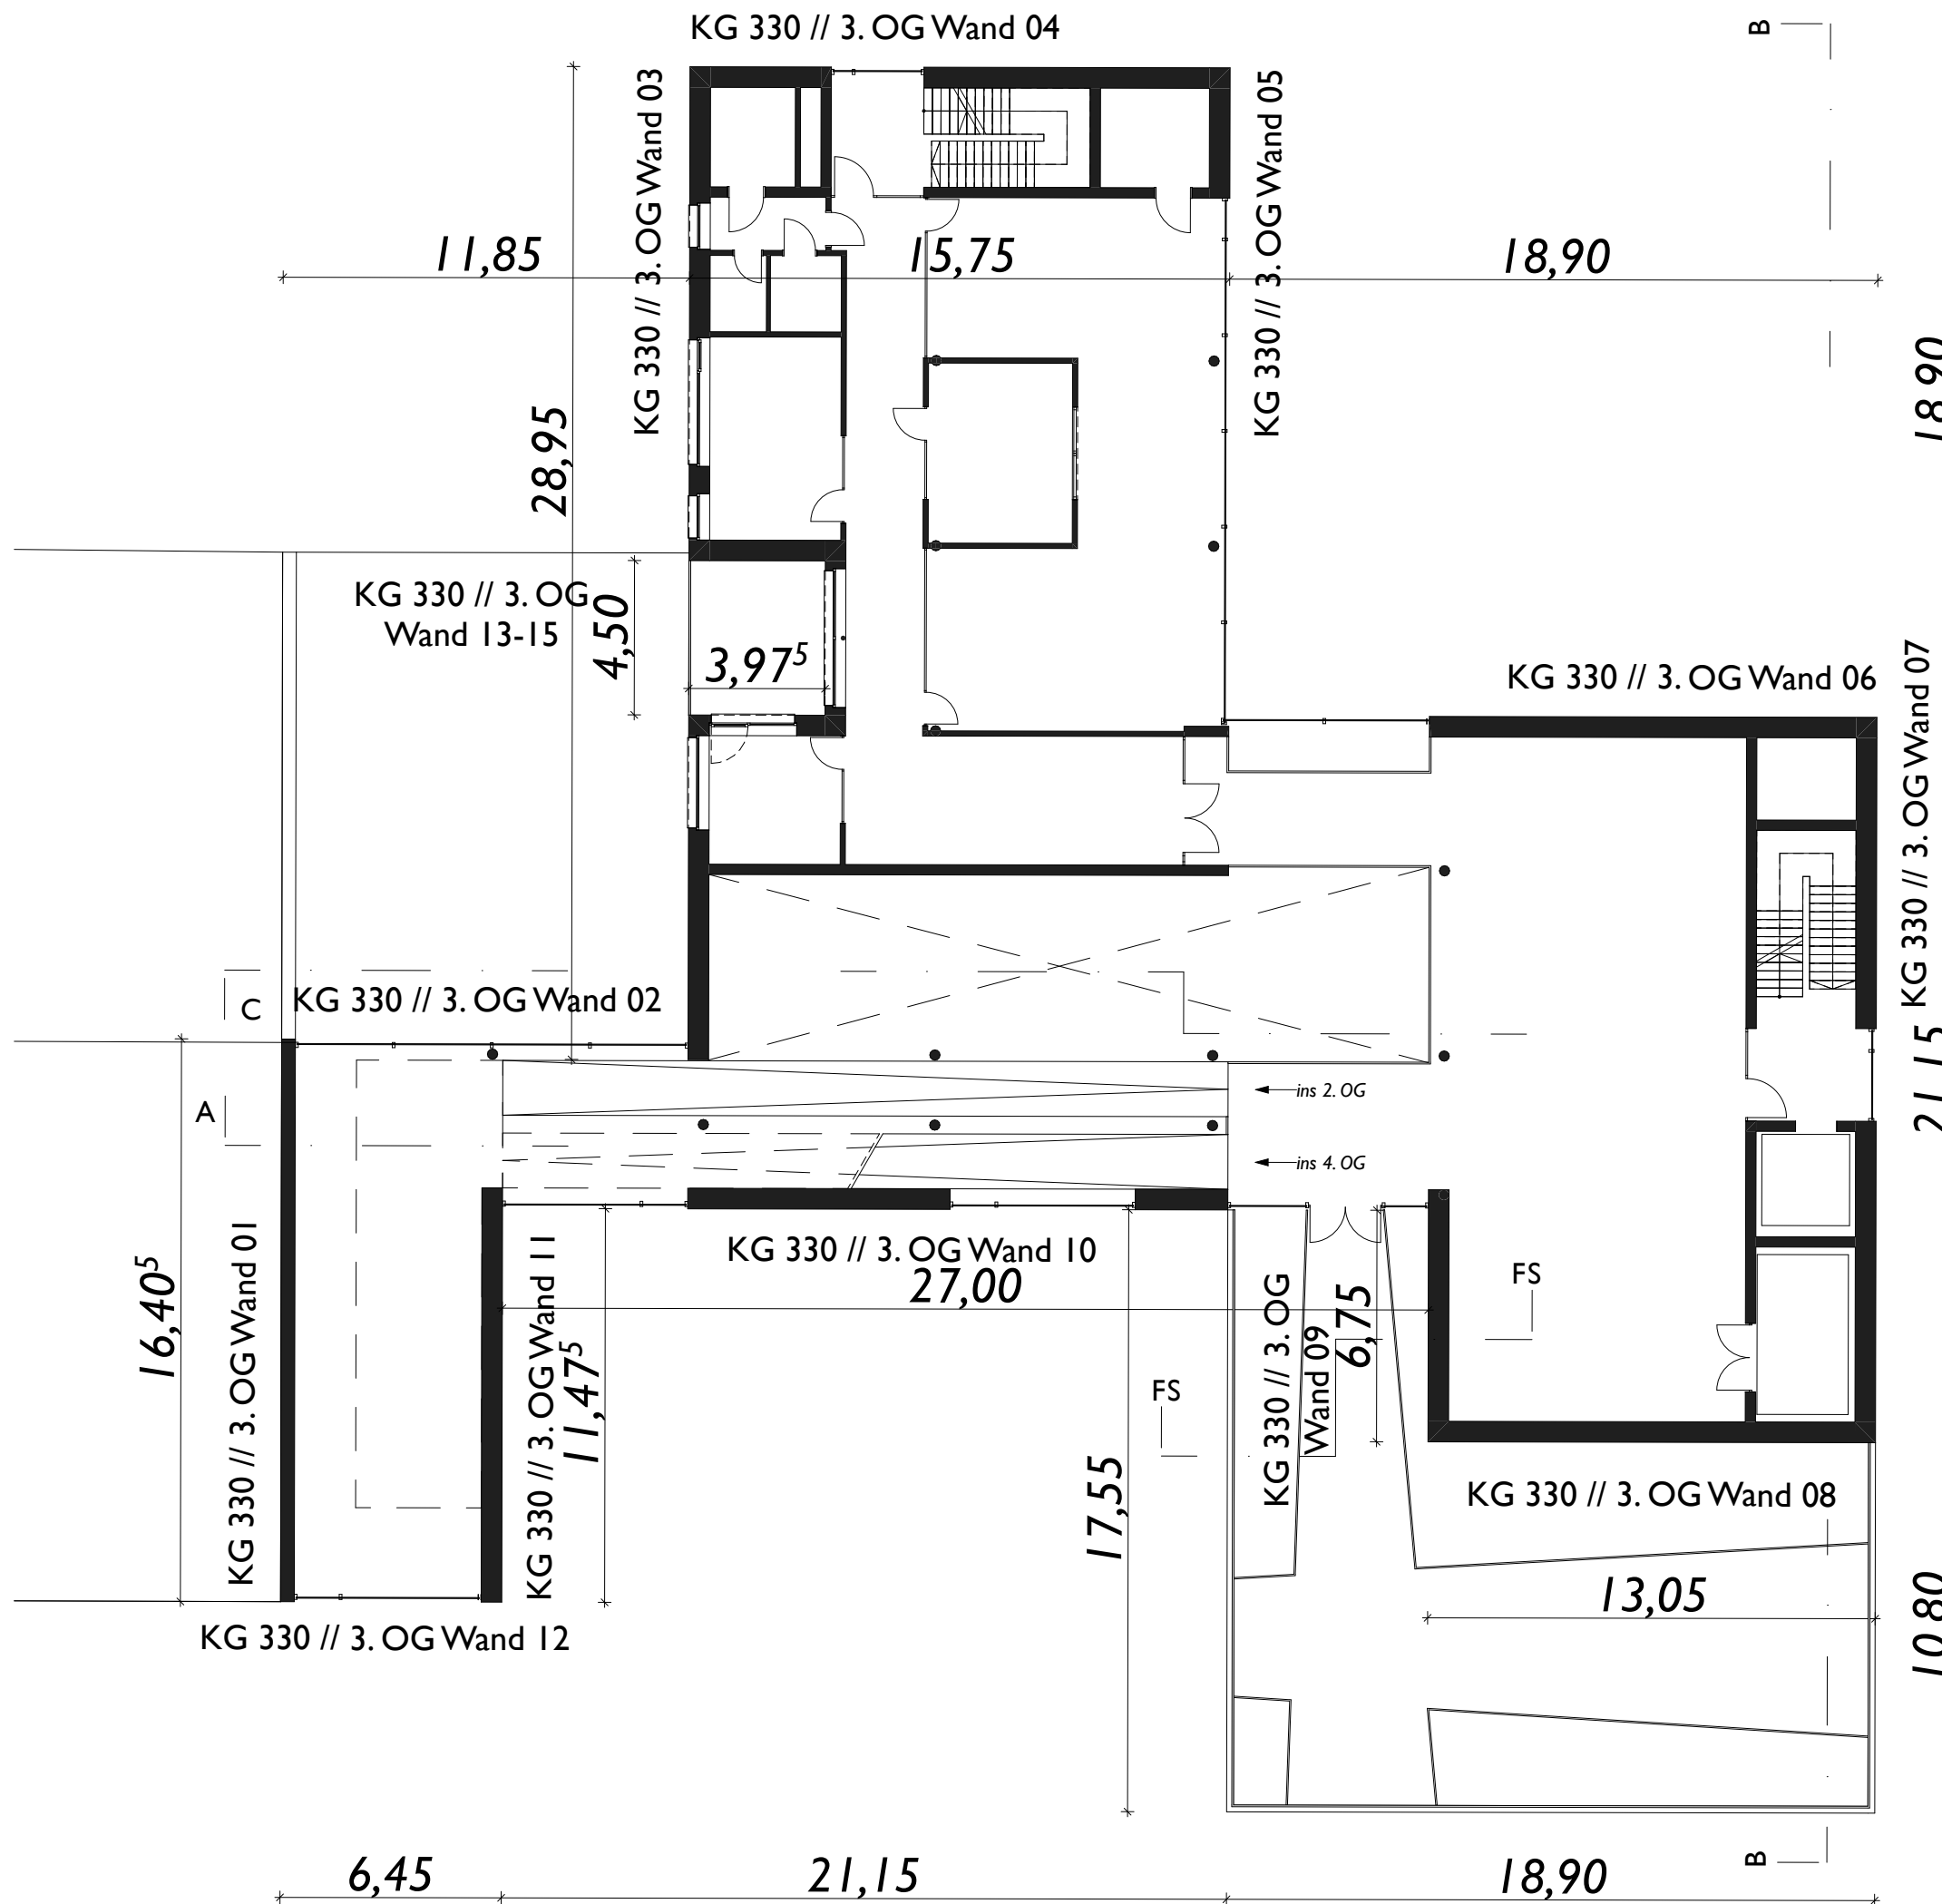 KG 330 // 3. OG Wand 04
B
KG 330 // 3. OG Wand 03
KG 330 // 3. OG Wand 05
11,85
15,75
18,90
18,90
28,95
KG 330 // 3. OG
Wand 13-15
4,50
3,97⁵
KG 330 // 3. OG Wand 06
KG 330 // 3. OG Wand 07
C
KG 330 // 3. OG Wand 02
21,15
A
ins 2. OG
ins 4. OG
KG 330 // 3. OG Wand 10
27,00
16,40⁵
KG 330 // 3. OG Wand 01
KG 330 // 3. OG Wand 11
11,47⁵
KG 330 // 3. OG
Wand 09
6,75
FS
FS
17,55
KG 330 // 3. OG Wand 08
13,05
10,80
KG 330 // 3. OG Wand 12
B
6,45
21,15
18,90